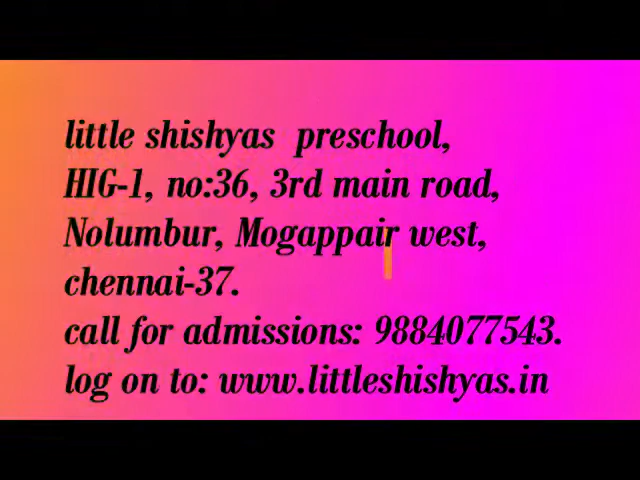 little shishyas preschool,
HIG-1, no:36, 3rd main road,
Nolumbur, Mogappair west,
chennai-37.
call for admissions: 9884077543.
log on to: www.littleshishyas.in